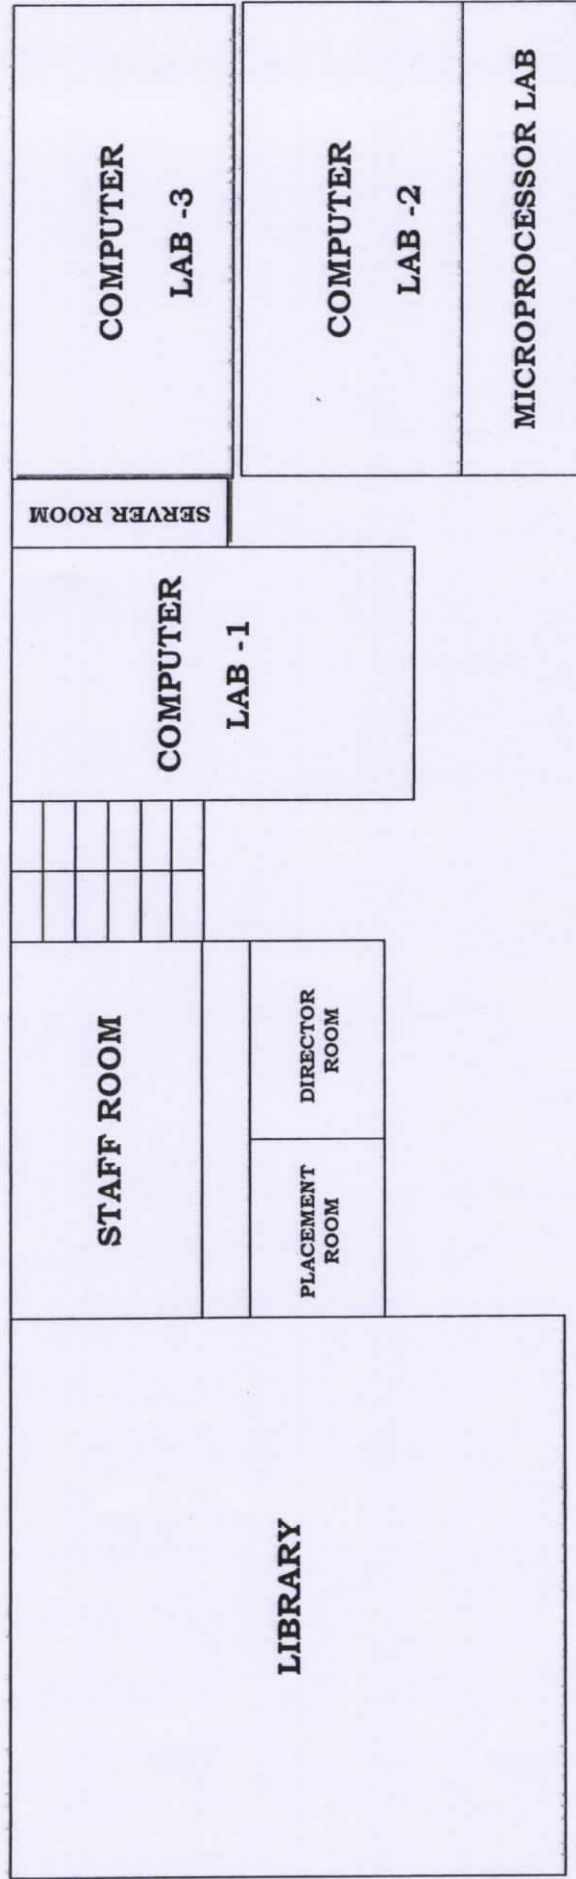 LIBRARY
STAFF ROOM
PLACEMENT
ROOM
DIRECTOR
ROOM
COMPUTER
LAB -1
SERVER ROOM
COMPUTER
LAB -3
COMPUTER
LAB -2
MICROPROCESSOR LAB